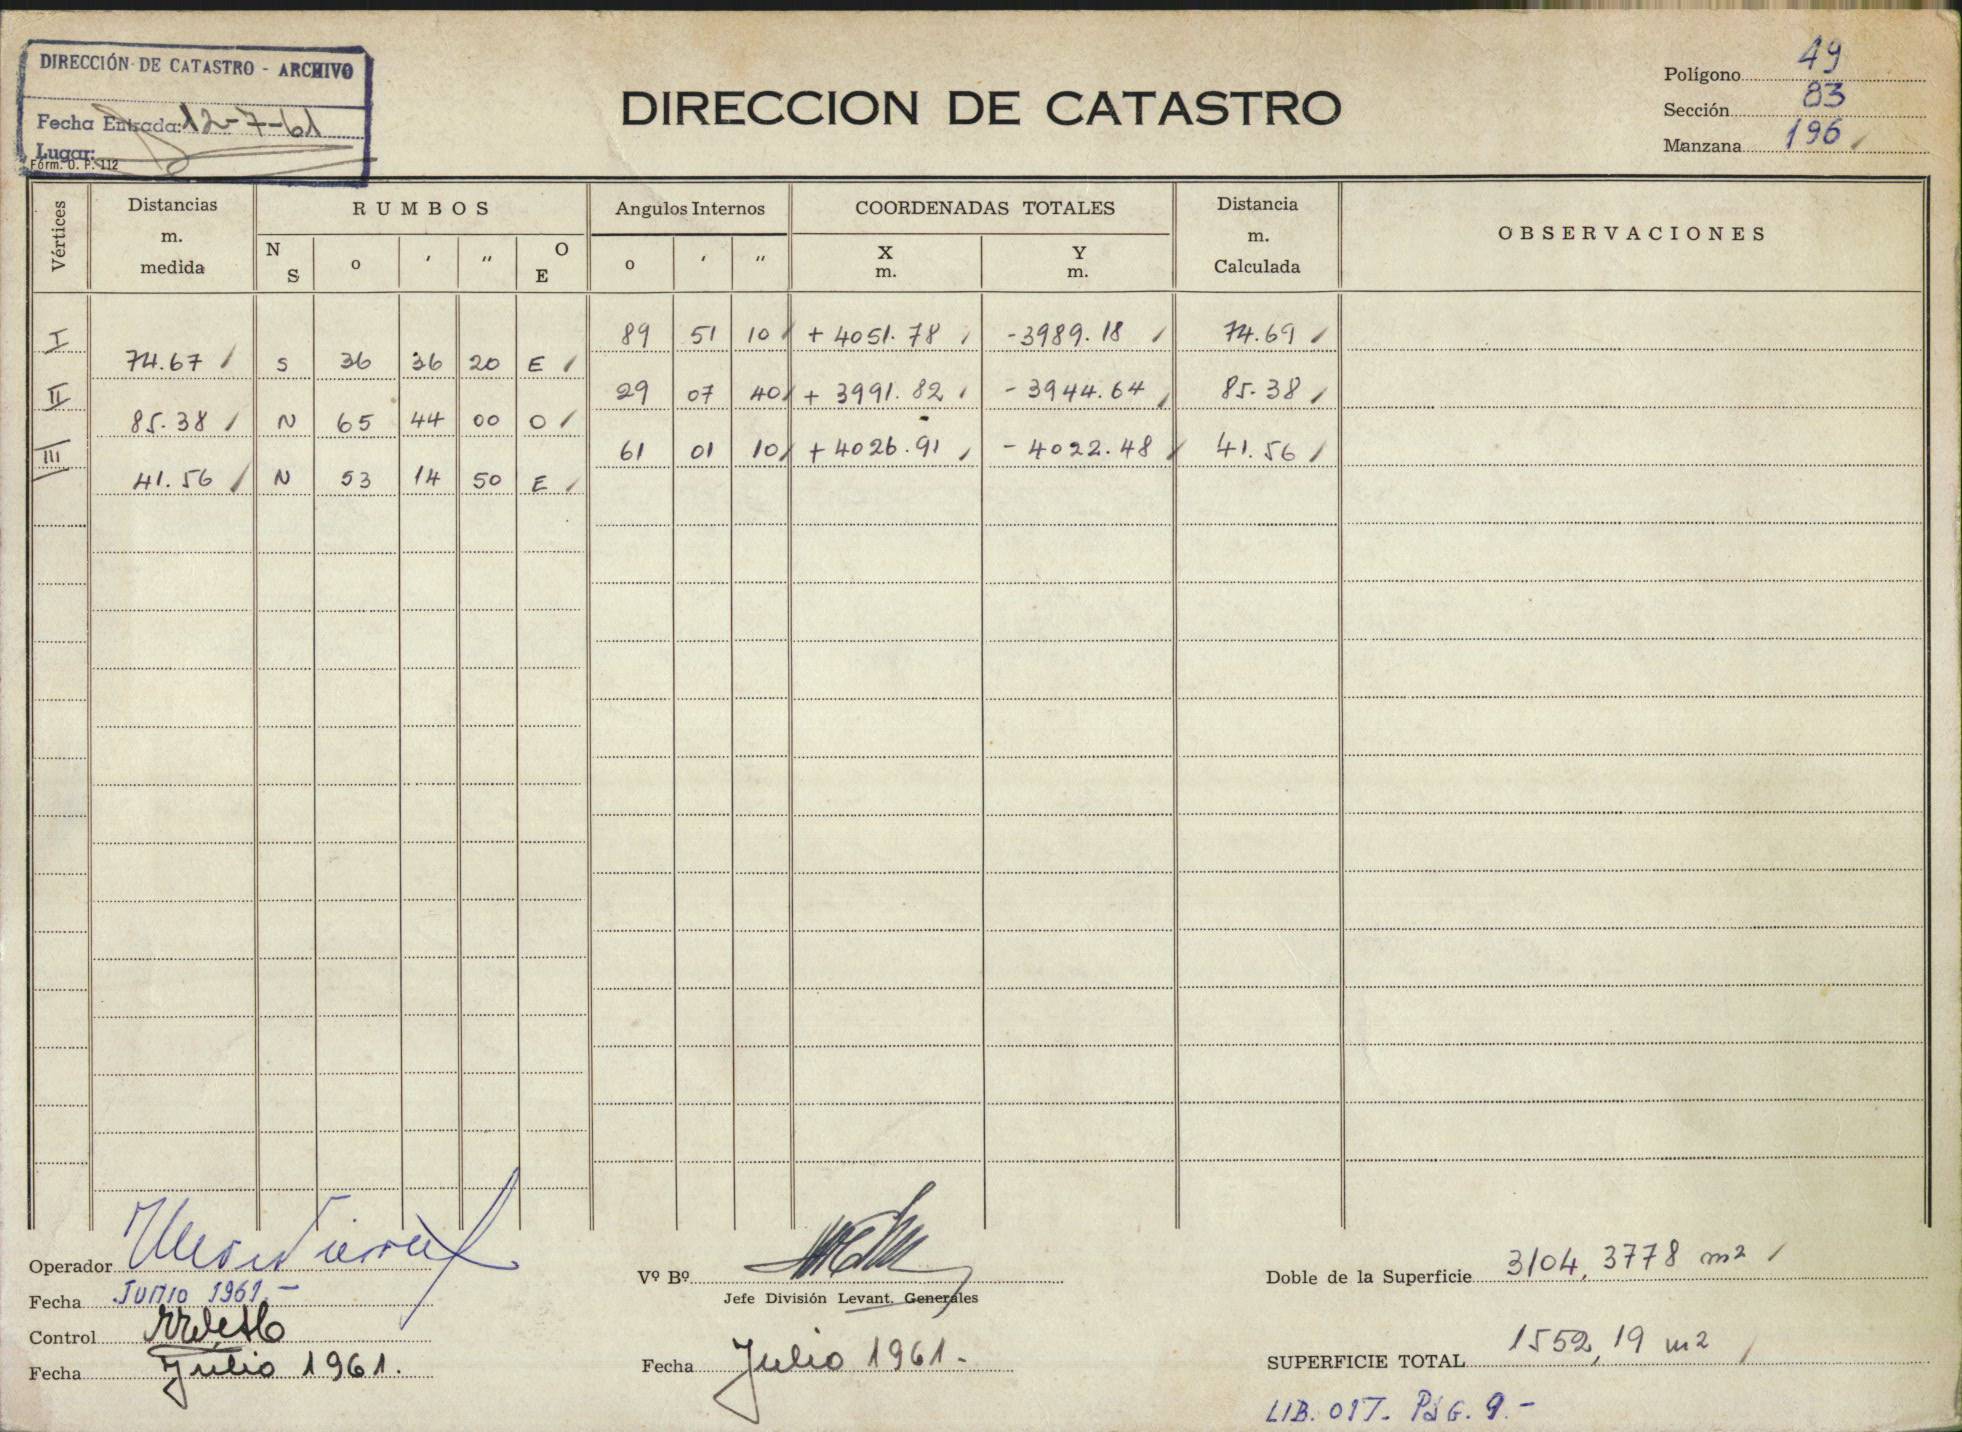 DIRECCIÓN DE CATASTRO - ARCHIVO
Fecha Entrada: 12-7-61
Lugar:
Fórm. O. P. 112
DIRECCION DE CATASTRO
Polígono 49
Sección 83
Manzana 196
Vértices
Distancias m. medida
RUMBOS
N S o ′ ″ O E
Angulos Internos
o ′ ″
COORDENADAS TOTALES
X m. Y m.
Distancia m. Calculada
OBSERVACIONES
I 89 51 10 + 4051.78 -3989.18 74.69
74.67 S 36 36 20 E
II 29 07 40 + 3991.82 - 3944.64 85.38
85.38 N 65 44 00 O
III 61 01 10 + 4026.91 - 4022.48 41.56
41.56 N 53 14 50 E
Operador
Fecha Junio 1961.-
Control
Fecha Julio 1961.
Vº Bº
Jefe División Levant. Generales
Fecha Julio 1961.-
Doble de la Superficie 3104,3778 m2
SUPERFICIE TOTAL 1552,19 m2
LIB. PÁG. 9.-